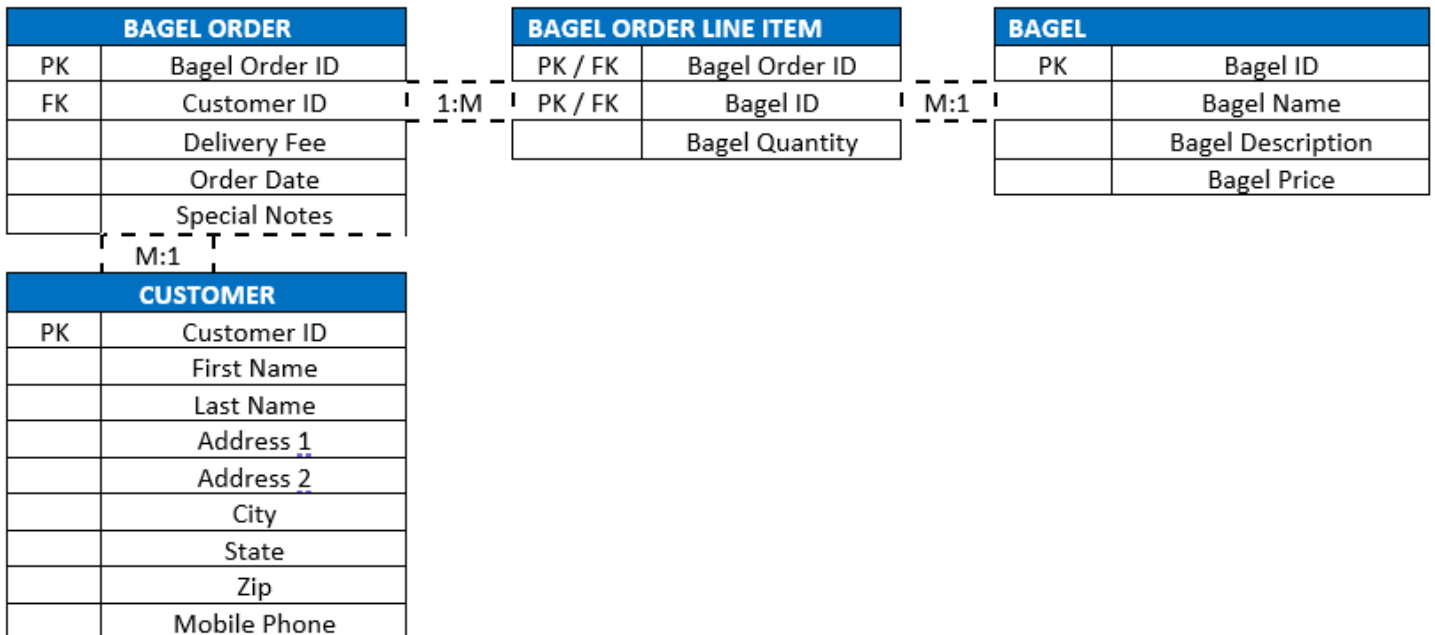 BAGEL ORDER
PK Bagel Order ID
FK Customer ID
Delivery Fee
Order Date
Special Notes
1:M
BAGEL ORDER LINE ITEM
PK / FK Bagel Order ID
PK / FK Bagel ID
Bagel Quantity
M:1
BAGEL
PK Bagel ID
Bagel Name
Bagel Description
Bagel Price
M:1
CUSTOMER
PK Customer ID
First Name
Last Name
Address 1
Address 2
City
State
Zip
Mobile Phone